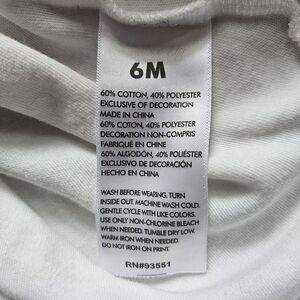 6M
60% COTTON, 40% POLYESTER
EXCLUSIVE OF DECORATION
MADE IN CHINA
60% COTON, 40% POLYESTER
DECORATION NON-COMPRIS
FABRIQUÉ EN CHINE
60% ALGODÓN, 40% POLIÉSTER
EXCLUSIVO DE DECORACIÓN
HECHO EN CHINA
WASH BEFORE WEARING. TURN
INSIDE OUT. MACHINE WASH COLD.
GENTLE CYCLE WITH LIKE COLORS.
USE ONLY NON-CHLORINE BLEACH
WHEN NEEDED. TUMBLE DRY LOW.
WARM IRON WHEN NEEDED.
DO NOT IRON ON PRINT.
RN#93551